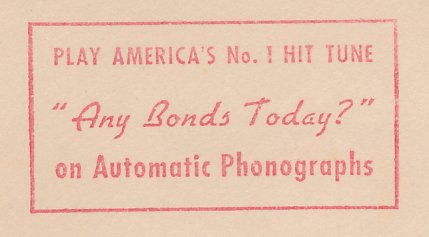 PLAY AMERICA'S No. 1 HIT TUNE
"Any Bonds Today?"
on Automatic Phonographs